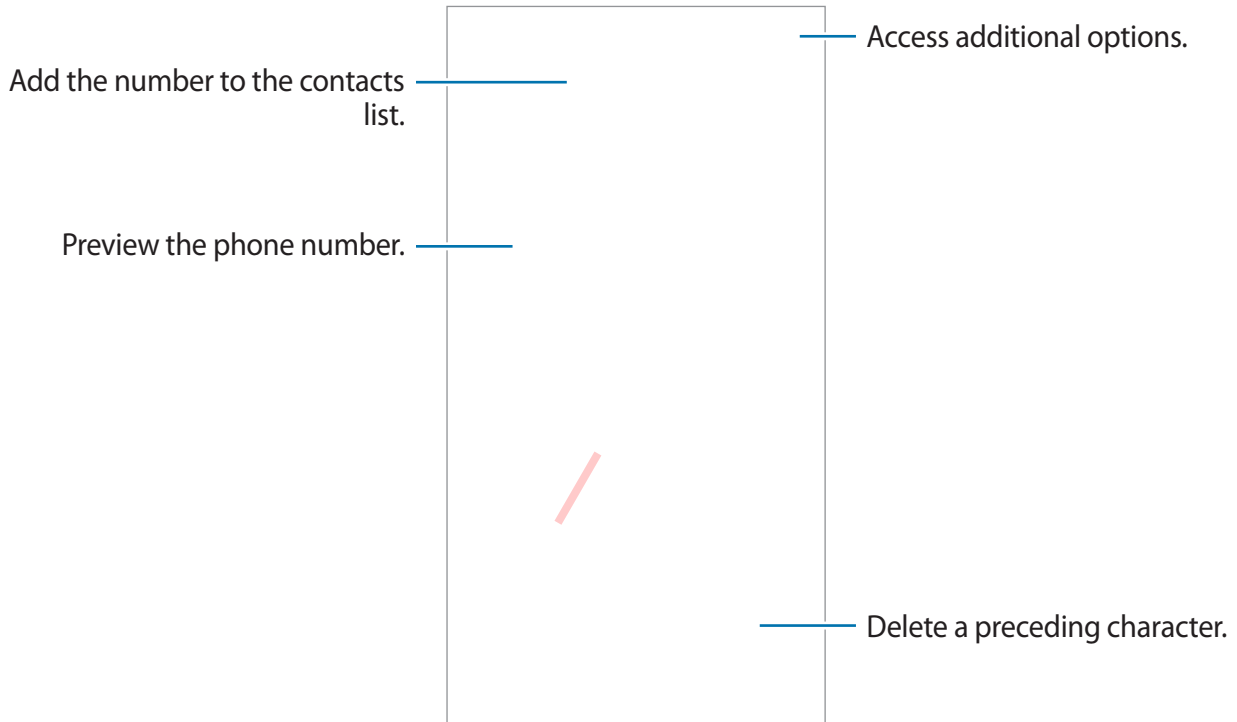 Access additional options.
Add the number to the contacts
list.
Preview the phone number.
Delete a preceding character.